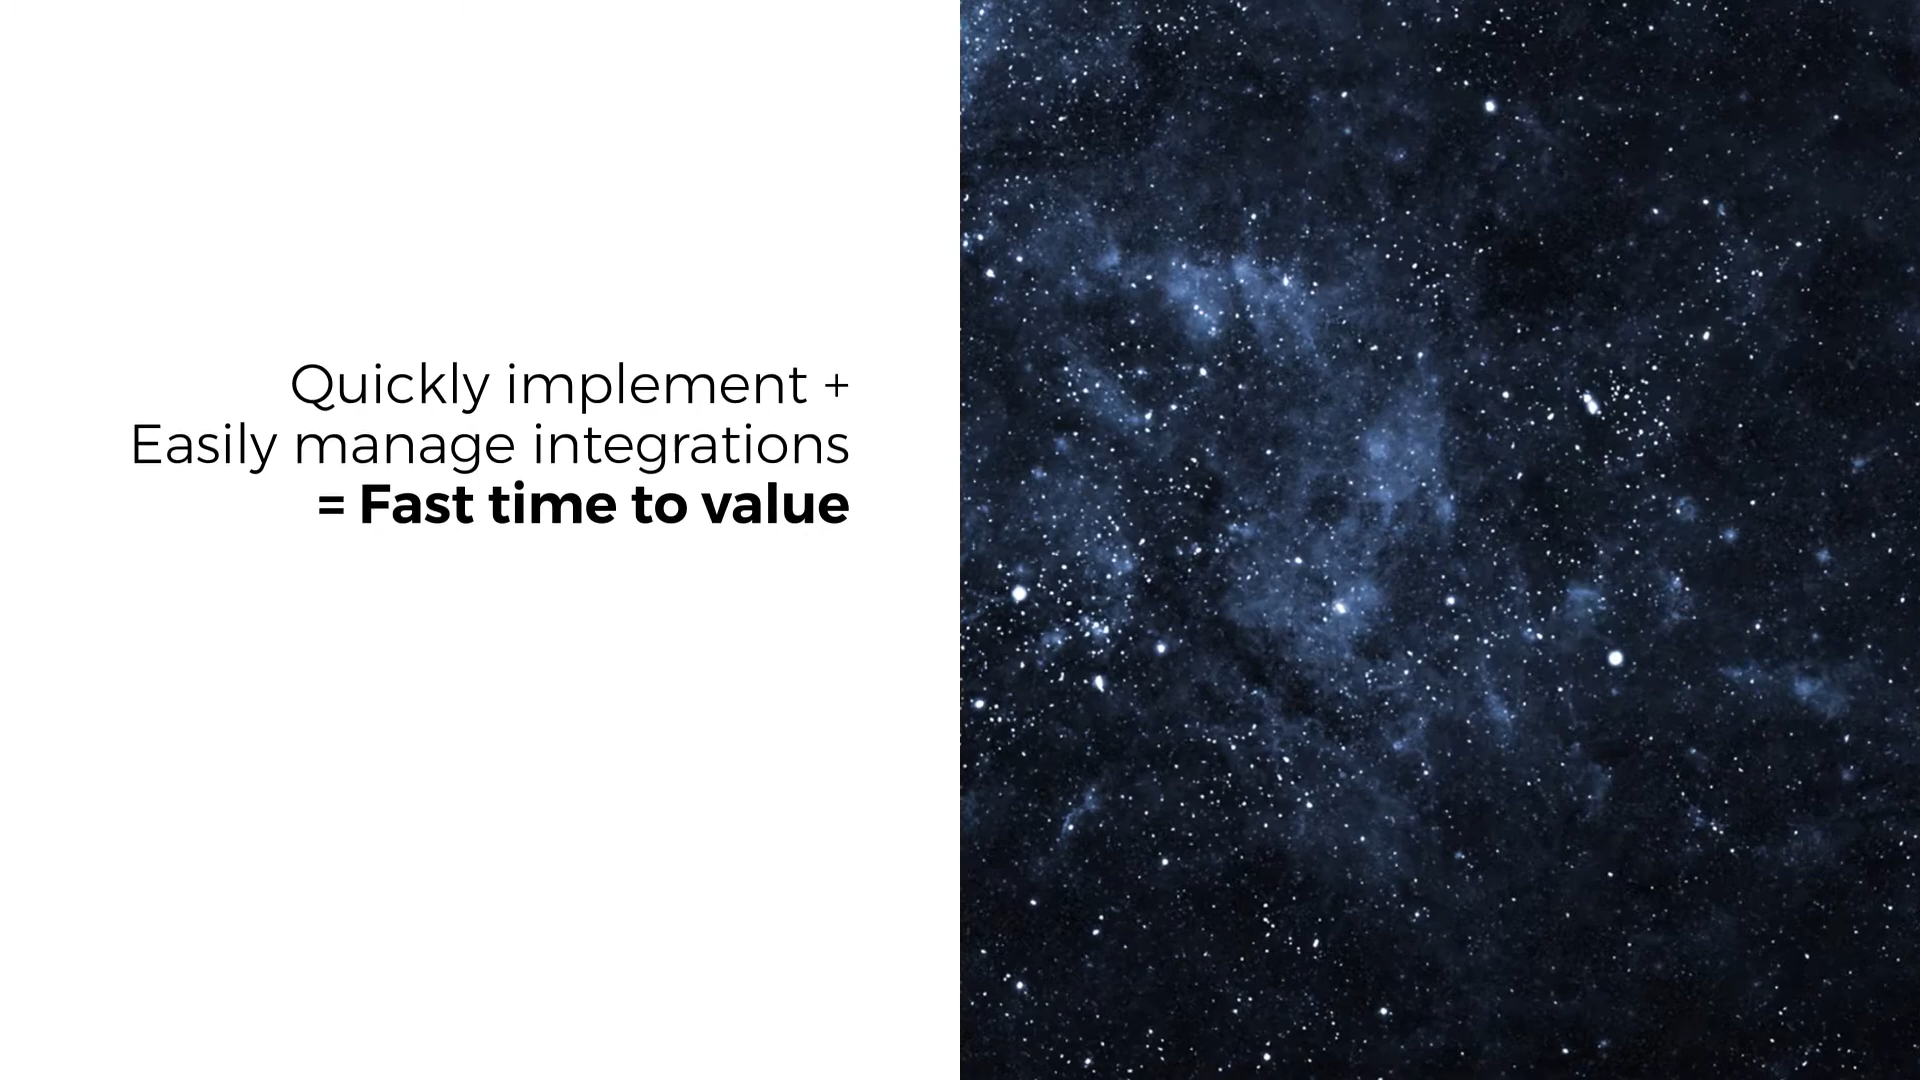 Quickly implement +
Easily manage integrations
= Fast time to value